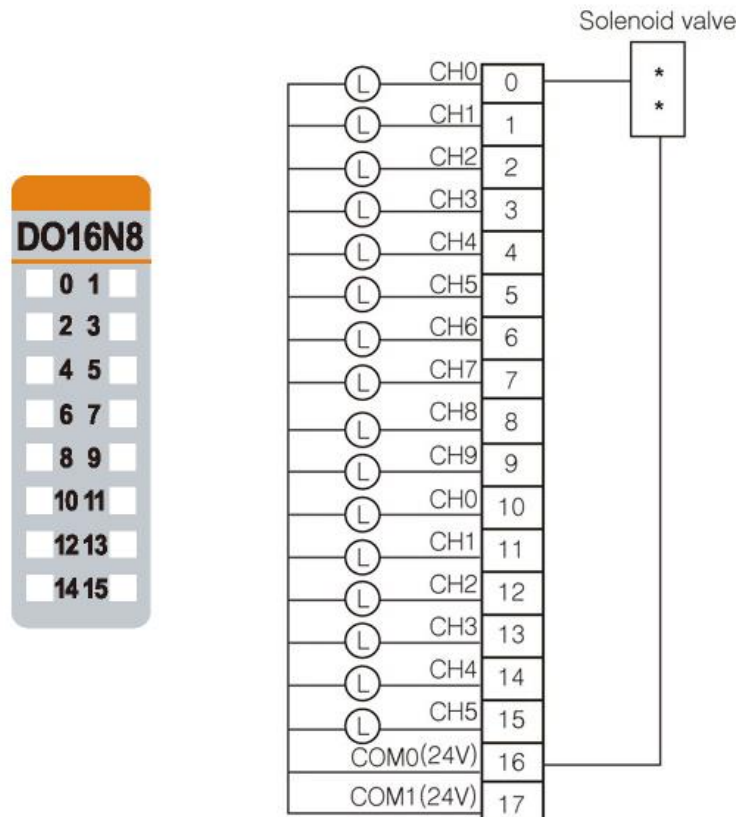 Solenoid valve
*
*
DO16N8
0 1
2 3
4 5
6 7
8 9
10 11
12 13
14 15
L CH0 0
L CH1 1
L CH2 2
L CH3 3
L CH4 4
L CH5 5
L CH6 6
L CH7 7
L CH8 8
L CH9 9
L CH0 10
L CH1 11
L CH2 12
L CH3 13
L CH4 14
L CH5 15
COM0(24V) 16
COM1(24V) 17